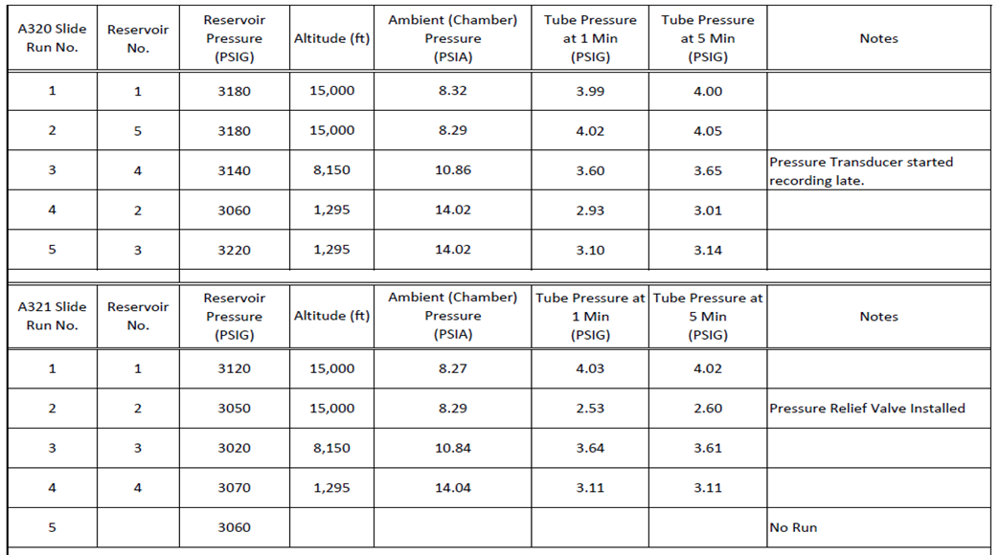 A320 Slide Run No. Reservoir No. Reservoir Pressure (PSIG) Altitude (ft) Ambient (Chamber) Pressure (PSIA) Tube Pressure at 1 Min (PSIG) Tube Pressure at 5 Min (PSIG) Notes
1 1 3180 15,000 8.32 3.99 4.00
2 5 3180 15,000 8.29 4.02 4.05
3 4 3140 8,150 10.86 3.60 3.65 Pressure Transducer started recording late.
4 2 3060 1,295 14.02 2.93 3.01
5 3 3220 1,295 14.02 3.10 3.14
A321 Slide Run No. Reservoir No. Reservoir Pressure (PSIG) Altitude (ft) Ambient (Chamber) Pressure (PSIA) Tube Pressure at 1 Min (PSIG) Tube Pressure at 5 Min (PSIG) Notes
1 1 3120 15,000 8.27 4.03 4.02
2 2 3050 15,000 8.29 2.53 2.60 Pressure Relief Valve Installed
3 3 3020 8,150 10.84 3.64 3.61
4 4 3070 1,295 14.04 3.11 3.11
5 3060 No Run